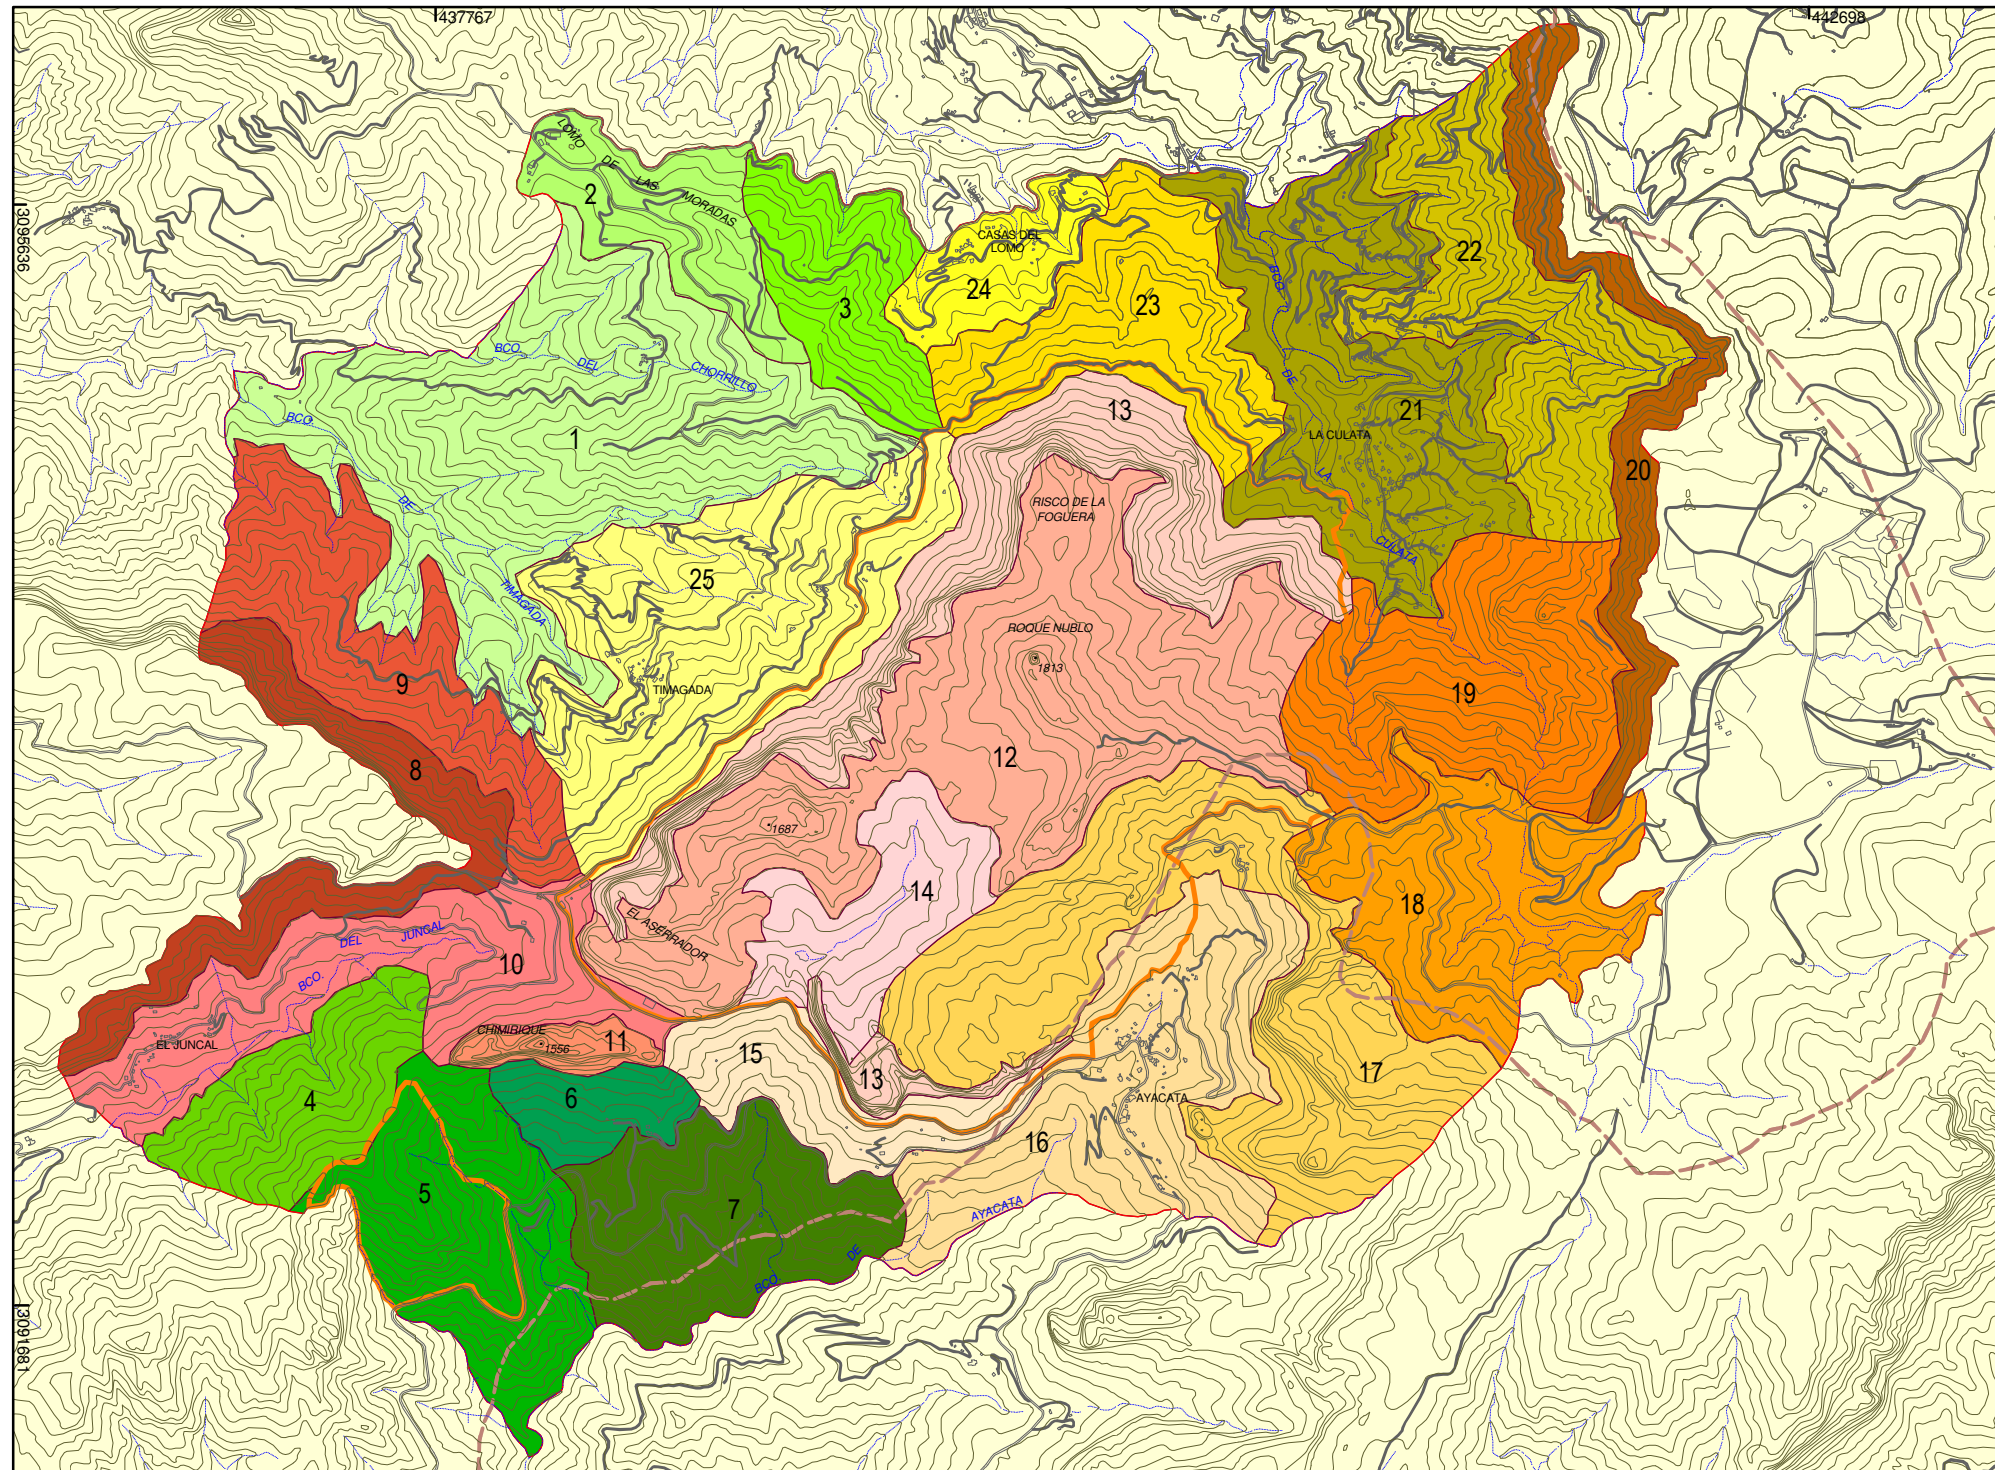 437767
442698
3095636
3091681
LOMO
DE
LAS
MORADAS
2
3
CASAS DEL
LOMO
24
23
22
BCO.
DE
LA
CULATA
21
LA CULATA
20
BCO.
DEL
CHORRILLO
1
BCO.
DE
TIMAGADA
13
RISCO DE LA
FOGUERA
25
TIMAGADA
ROQUE NUBLO
1813
9
8
19
12
1687
14
18
EL ASERRADOR
BCO.
DEL
JUNCAL
10
EL JUNCAL
CHIMIRIQUE
1556
11
15
13
17
4
6
AYACATA
16
5
7
BCO.
DE
AYACATA